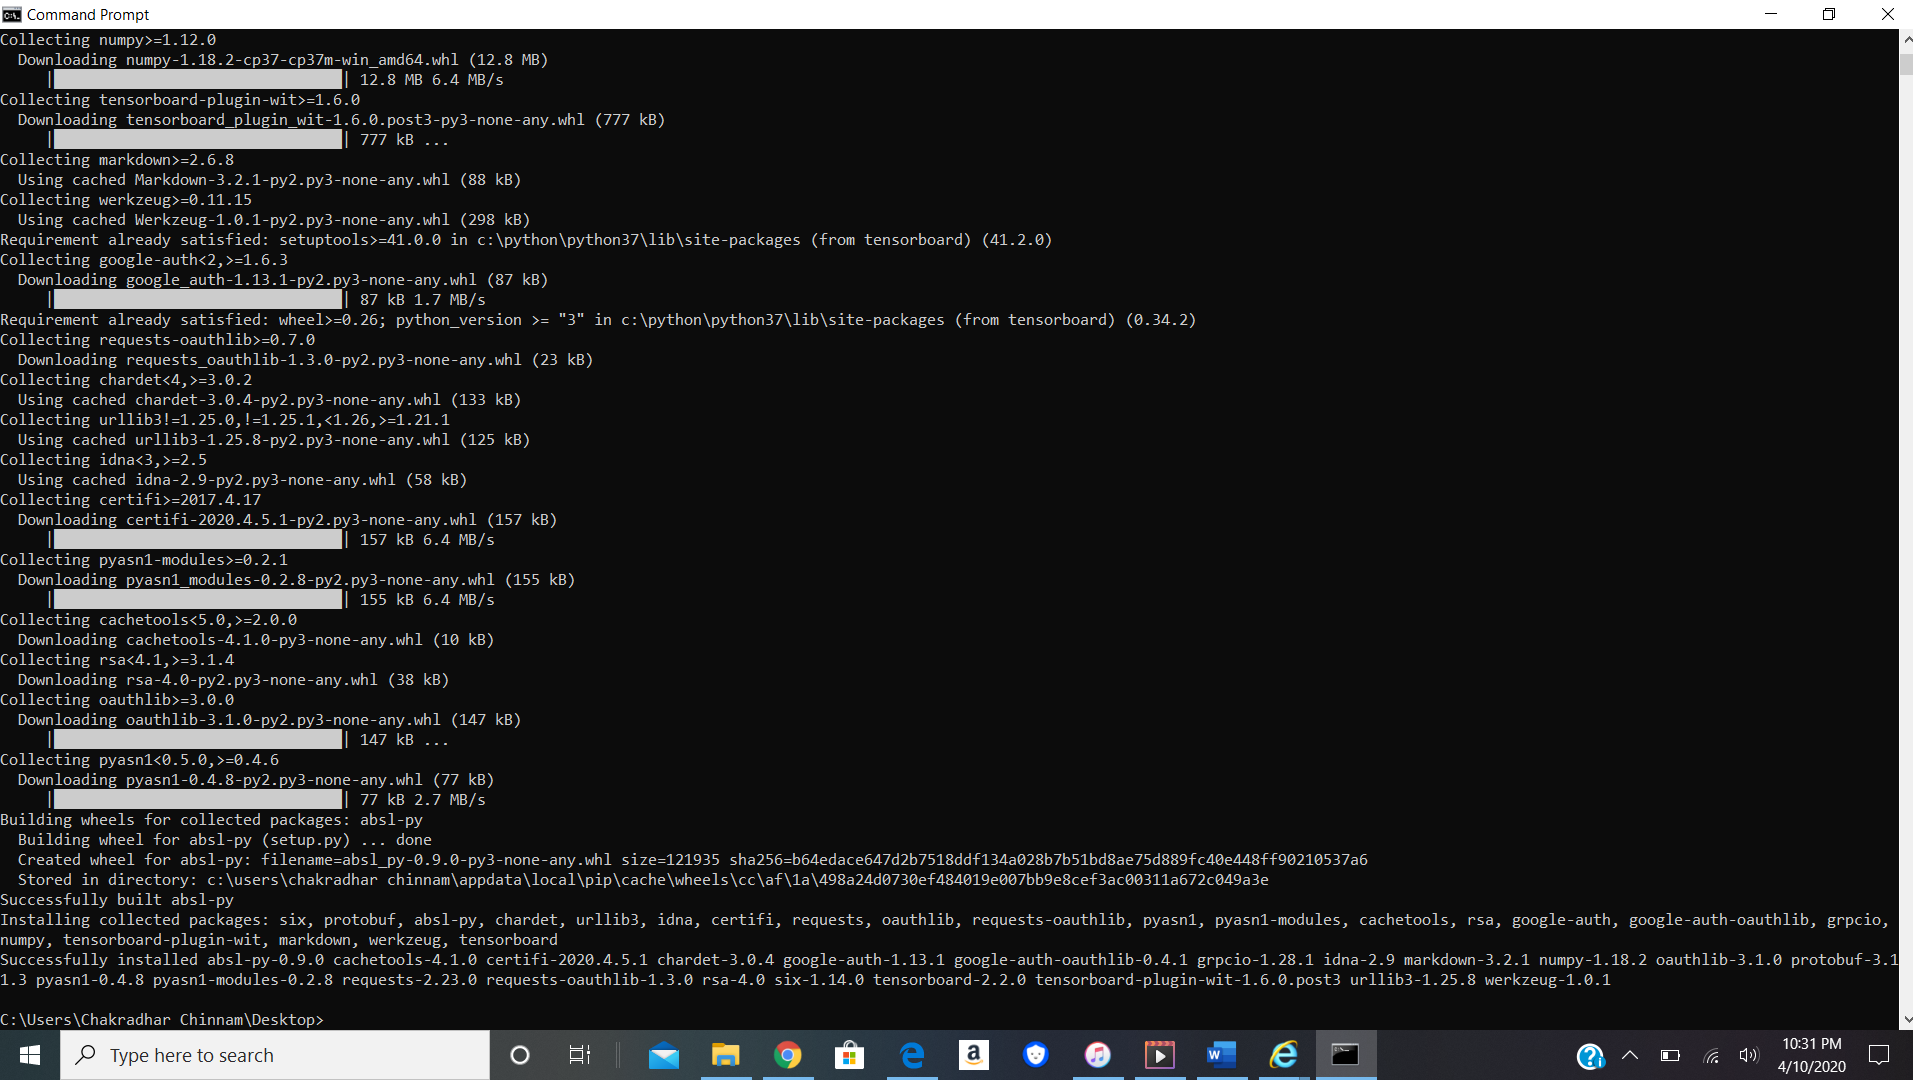 Command Prompt
Collecting numpy>=1.12.0
  Downloading numpy-1.18.2-cp37-cp37m-win_amd64.whl (12.8 MB)
     |████████████████████████████████| 12.8 MB 6.4 MB/s
Collecting tensorboard-plugin-wit>=1.6.0
  Downloading tensorboard_plugin_wit-1.6.0.post3-py3-none-any.whl (777 kB)
     |████████████████████████████████| 777 kB ...
Collecting markdown>=2.6.8
  Using cached Markdown-3.2.1-py2.py3-none-any.whl (88 kB)
Collecting werkzeug>=0.11.15
  Using cached Werkzeug-1.0.1-py2.py3-none-any.whl (298 kB)
Requirement already satisfied: setuptools>=41.0.0 in c:\python\python37\lib\site-packages (from tensorboard) (41.2.0)
Collecting google-auth<2,>=1.6.3
  Downloading google_auth-1.13.1-py2.py3-none-any.whl (87 kB)
     |████████████████████████████████| 87 kB 1.7 MB/s
Requirement already satisfied: wheel>=0.26; python_version >= "3" in c:\python\python37\lib\site-packages (from tensorboard) (0.34.2)
Collecting requests-oauthlib>=0.7.0
  Downloading requests_oauthlib-1.3.0-py2.py3-none-any.whl (23 kB)
Collecting chardet<4,>=3.0.2
  Using cached chardet-3.0.4-py2.py3-none-any.whl (133 kB)
Collecting urllib3!=1.25.0,!=1.25.1,<1.26,>=1.21.1
  Using cached urllib3-1.25.8-py2.py3-none-any.whl (125 kB)
Collecting idna<3,>=2.5
  Using cached idna-2.9-py2.py3-none-any.whl (58 kB)
Collecting certifi>=2017.4.17
  Downloading certifi-2020.4.5.1-py2.py3-none-any.whl (157 kB)
     |████████████████████████████████| 157 kB 6.4 MB/s
Collecting pyasn1-modules>=0.2.1
  Downloading pyasn1_modules-0.2.8-py2.py3-none-any.whl (155 kB)
     |████████████████████████████████| 155 kB 6.4 MB/s
Collecting cachetools<5.0,>=2.0.0
  Downloading cachetools-4.1.0-py3-none-any.whl (10 kB)
Collecting rsa<4.1,>=3.1.4
  Downloading rsa-4.0-py2.py3-none-any.whl (38 kB)
Collecting oauthlib>=3.0.0
  Downloading oauthlib-3.1.0-py2.py3-none-any.whl (147 kB)
     |████████████████████████████████| 147 kB ...
Collecting pyasn1<0.5.0,>=0.4.6
  Downloading pyasn1-0.4.8-py2.py3-none-any.whl (77 kB)
     |████████████████████████████████| 77 kB 2.7 MB/s
Building wheels for collected packages: absl-py
  Building wheel for absl-py (setup.py) ... done
  Created wheel for absl-py: filename=absl_py-0.9.0-py3-none-any.whl size=121935 sha256=b64edace647d2b7518ddf134a028b7b51bd8ae75d889fc40e448ff90210537a6
  Stored in directory: c:\users\chakradhar chinnam\appdata\local\pip\cache\wheels\cc\af\1a\498a24d0730ef484019e007bb9e8cef3ac00311a672c049a3e
Successfully built absl-py
Installing collected packages: six, protobuf, absl-py, chardet, urllib3, idna, certifi, requests, oauthlib, requests-oauthlib, pyasn1, pyasn1-modules, cachetools, rsa, google-auth, google-auth-oauthlib, grpcio,
numpy, tensorboard-plugin-wit, markdown, werkzeug, tensorboard
Successfully installed absl-py-0.9.0 cachetools-4.1.0 certifi-2020.4.5.1 chardet-3.0.4 google-auth-1.13.1 google-auth-oauthlib-0.4.1 grpcio-1.28.1 idna-2.9 markdown-3.2.1 numpy-1.18.2 oauthlib-3.1.0 protobuf-3.1
1.3 pyasn1-0.4.8 pyasn1-modules-0.2.8 requests-2.23.0 requests-oauthlib-1.3.0 rsa-4.0 six-1.14.0 tensorboard-2.2.0 tensorboard-plugin-wit-1.6.0.post3 urllib3-1.25.8 werkzeug-1.0.1
C:\Users\Chakradhar Chinnam\Desktop>
Type here to search
10:31 PM
4/10/2020